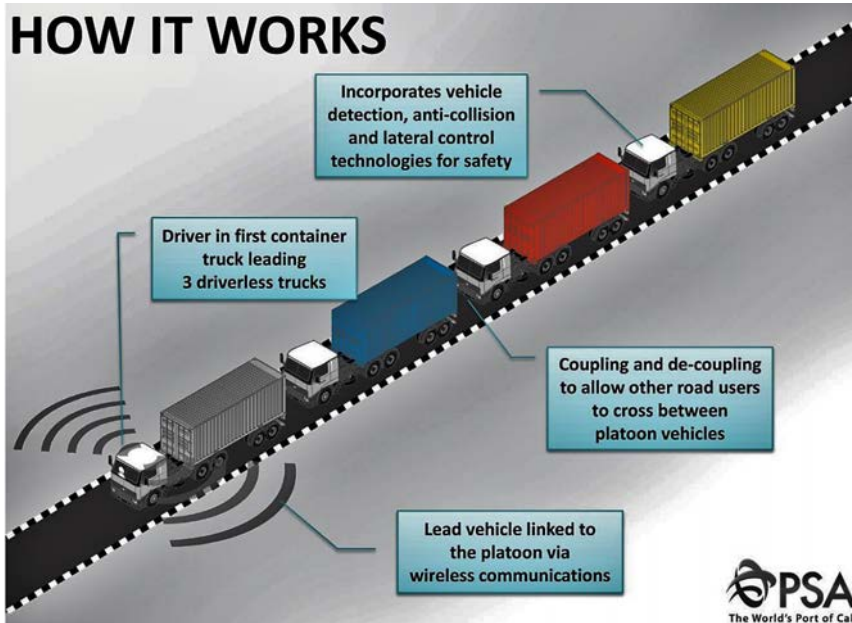 HOW IT WORKS
Incorporates vehicle
detection, anti-collision
and lateral control
technologies for safety
Driver in first container
truck leading
3 driverless trucks
Coupling and de-coupling
to allow other road users
to cross between
platoon vehicles
Lead vehicle linked to
the platoon via
wireless communications
PSA
The World's Port of Cal